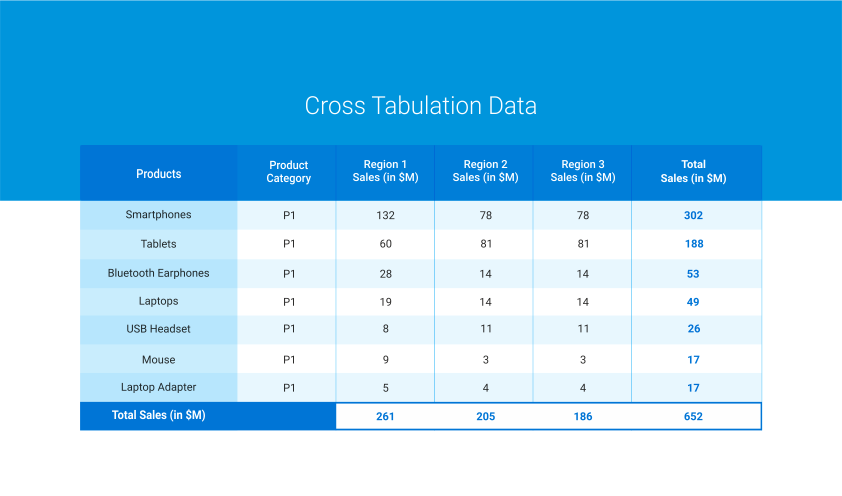 Cross Tabulation Data
Products Product Category Region 1 Sales (in $M) Region 2 Sales (in $M) Region 3 Sales (in $M) Total Sales (in $M)
Smartphones P1 132 78 78 302
Tablets P1 60 81 81 188
Bluetooth Earphones P1 28 14 14 53
Laptops P1 19 14 14 49
USB Headset P1 8 11 11 26
Mouse P1 9 3 3 17
Laptop Adapter P1 5 4 4 17
Total Sales (in $M) 261 205 186 652